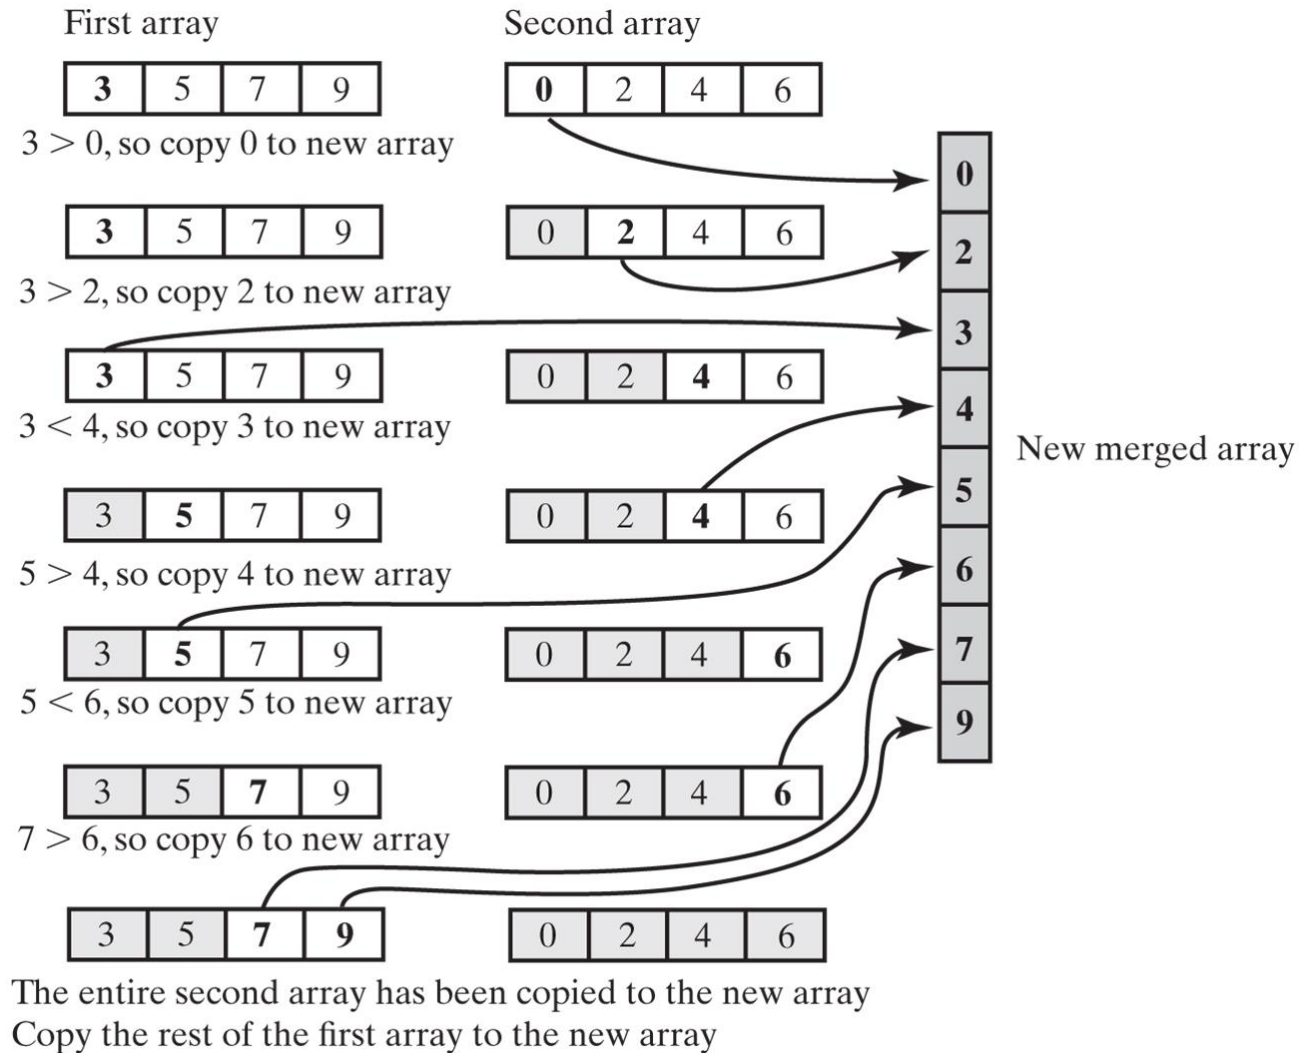 First array Second array
3 5 7 9 0 2 4 6
3 > 0, so copy 0 to new array
0
3 5 7 9 0 2 4 6
2
3 > 2, so copy 2 to new array
3
3 5 7 9 0 2 4 6
4
3 < 4, so copy 3 to new array
New merged array
5
3 5 7 9 0 2 4 6
6
5 > 4, so copy 4 to new array
3 5 7 9 0 2 4 6
7
5 < 6, so copy 5 to new array
9
3 5 7 9 0 2 4 6
7 > 6, so copy 6 to new array
3 5 7 9 0 2 4 6
The entire second array has been copied to the new array
Copy the rest of the first array to the new array